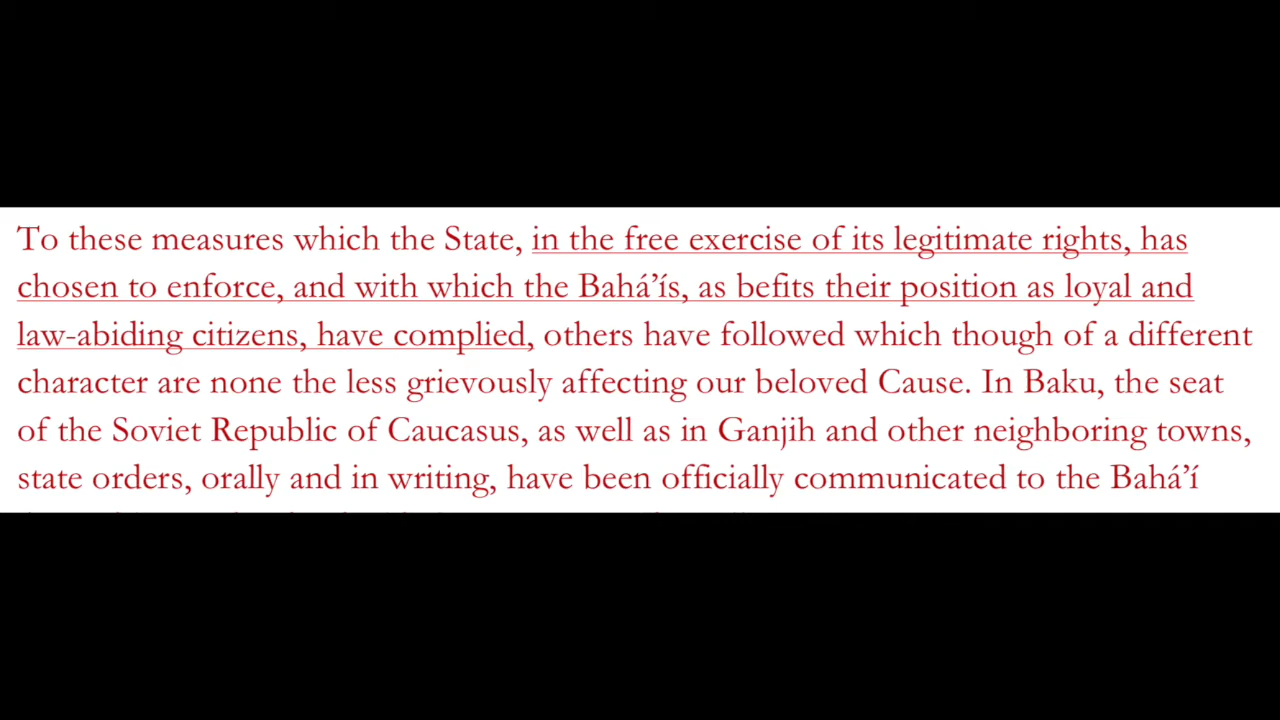 To these measures which the State, in the free exercise of its legitimate rights, has
chosen to enforce, and with which the Bahá’ís, as befits their position as loyal and
law-abiding citizens, have complied, others have followed which though of a different
character are none the less grievously affecting our beloved Cause. In Baku, the seat
of the Soviet Republic of Caucasus, as well as in Ganjih and other neighboring towns,
state orders, orally and in writing, have been officially communicated to the Bahá’í